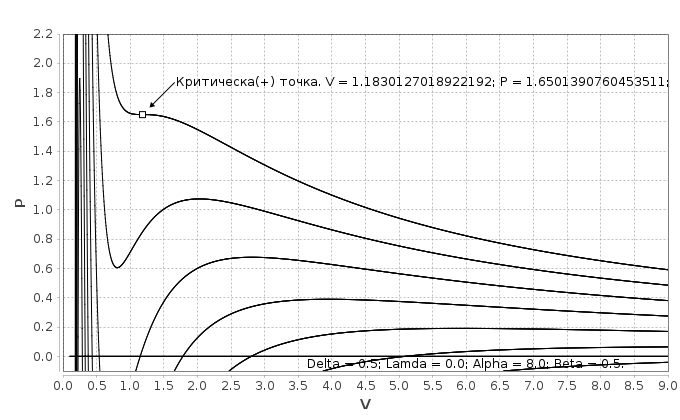 2.2
2.0
1.8
1.6
1.4
1.2
1.0
0.8
0.6
0.4
0.2
0.0
P
Критическа(+) точка. V = 1.1830127018922192; P = 1.6501390760453511;
Delta = 0.5; Lamda = 0.0; Alpha = 8.0; Beta = 0.5.
0.0 0.5 1.0 1.5 2.0 2.5 3.0 3.5 4.0 4.5 5.0 5.5 6.0 6.5 7.0 7.5 8.0 8.5 9.0
V